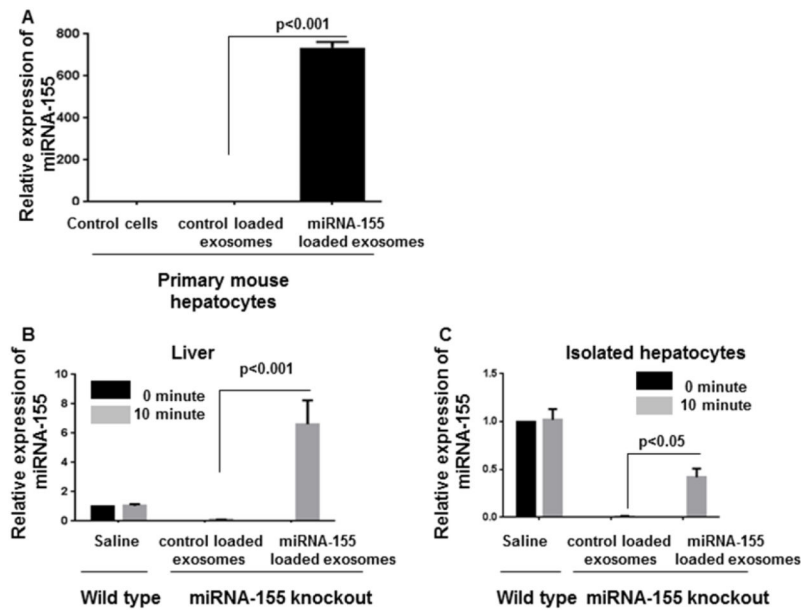 A
p<0.001
Relative expression of
miRNA-155
800
600
400
200
0
Control cells
control loaded
exosomes
miRNA-155
loaded exosomes
Primary mouse
hepatocytes
B
Liver
Relative expression of
miRNA-155
10
8
6
4
2
0
0 minute
10 minute
p<0.001
Saline
control loaded
exosomes
miRNA-155
loaded exosomes
Wild type
miRNA-155 knockout
C
Isolated hepatocytes
Relative expression of
miRNA-155
1.5
1.0
0.5
0.0
0 minute
10 minute
p<0.05
Saline
control loaded
exosomes
miRNA-155
loaded exosomes
Wild type
miRNA-155 knockout